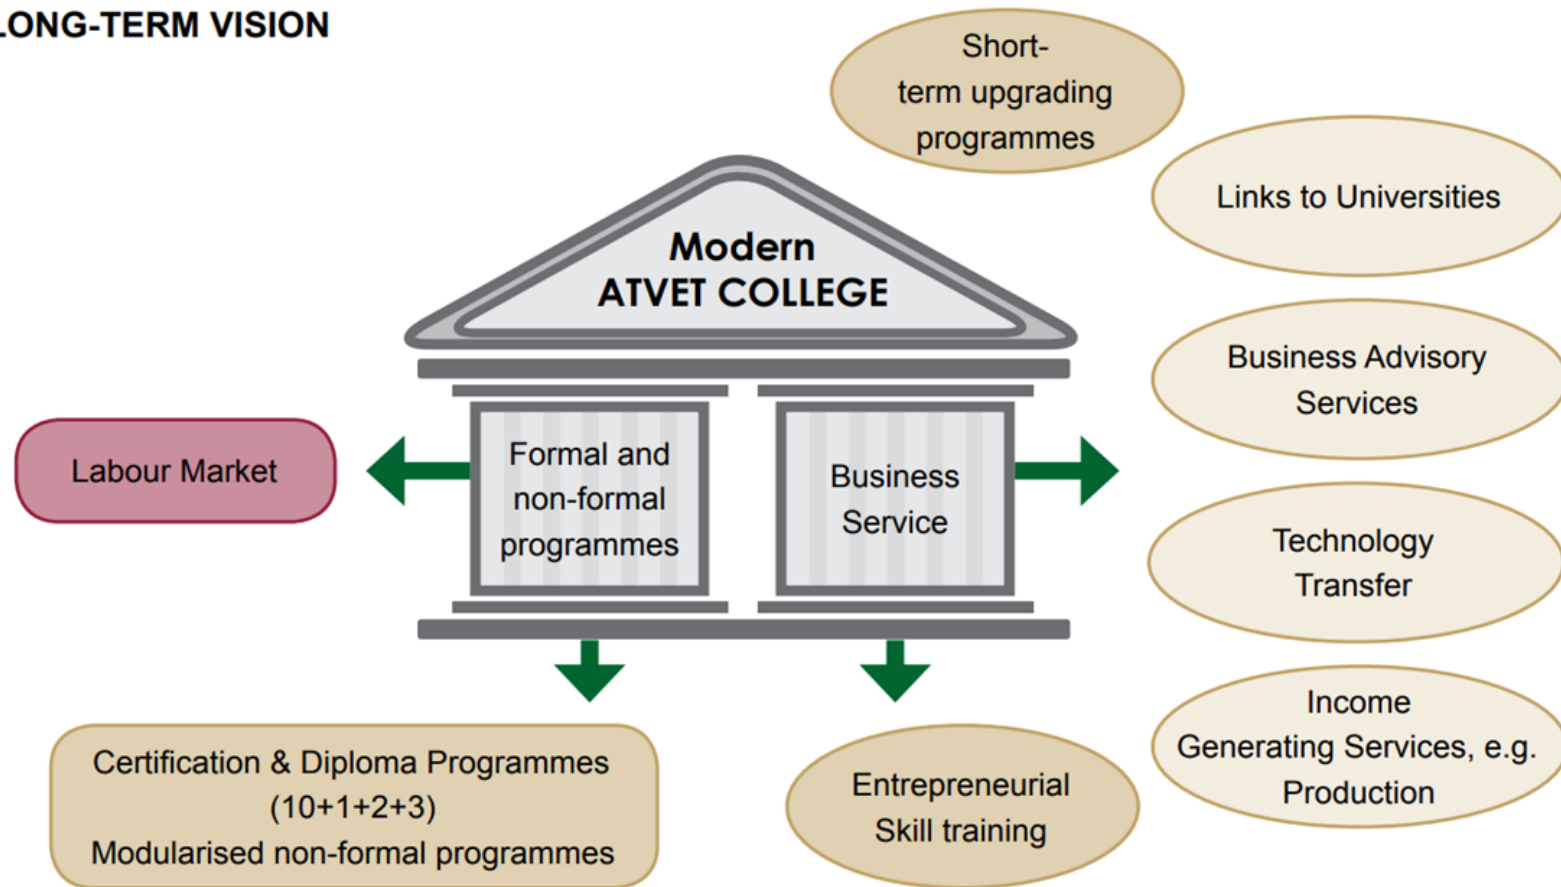 LONG-TERM VISION
Short-
term upgrading
programmes
Links to Universities
Modern
ATVET COLLEGE
Business Advisory
Services
Labour Market
Formal and
non-formal
programmes
Business
Service
Technology
Transfer
Income
Generating Services, e.g.
Production
Certification & Diploma Programmes
(10+1+2+3)
Modularised non-formal programmes
Entrepreneurial
Skill training